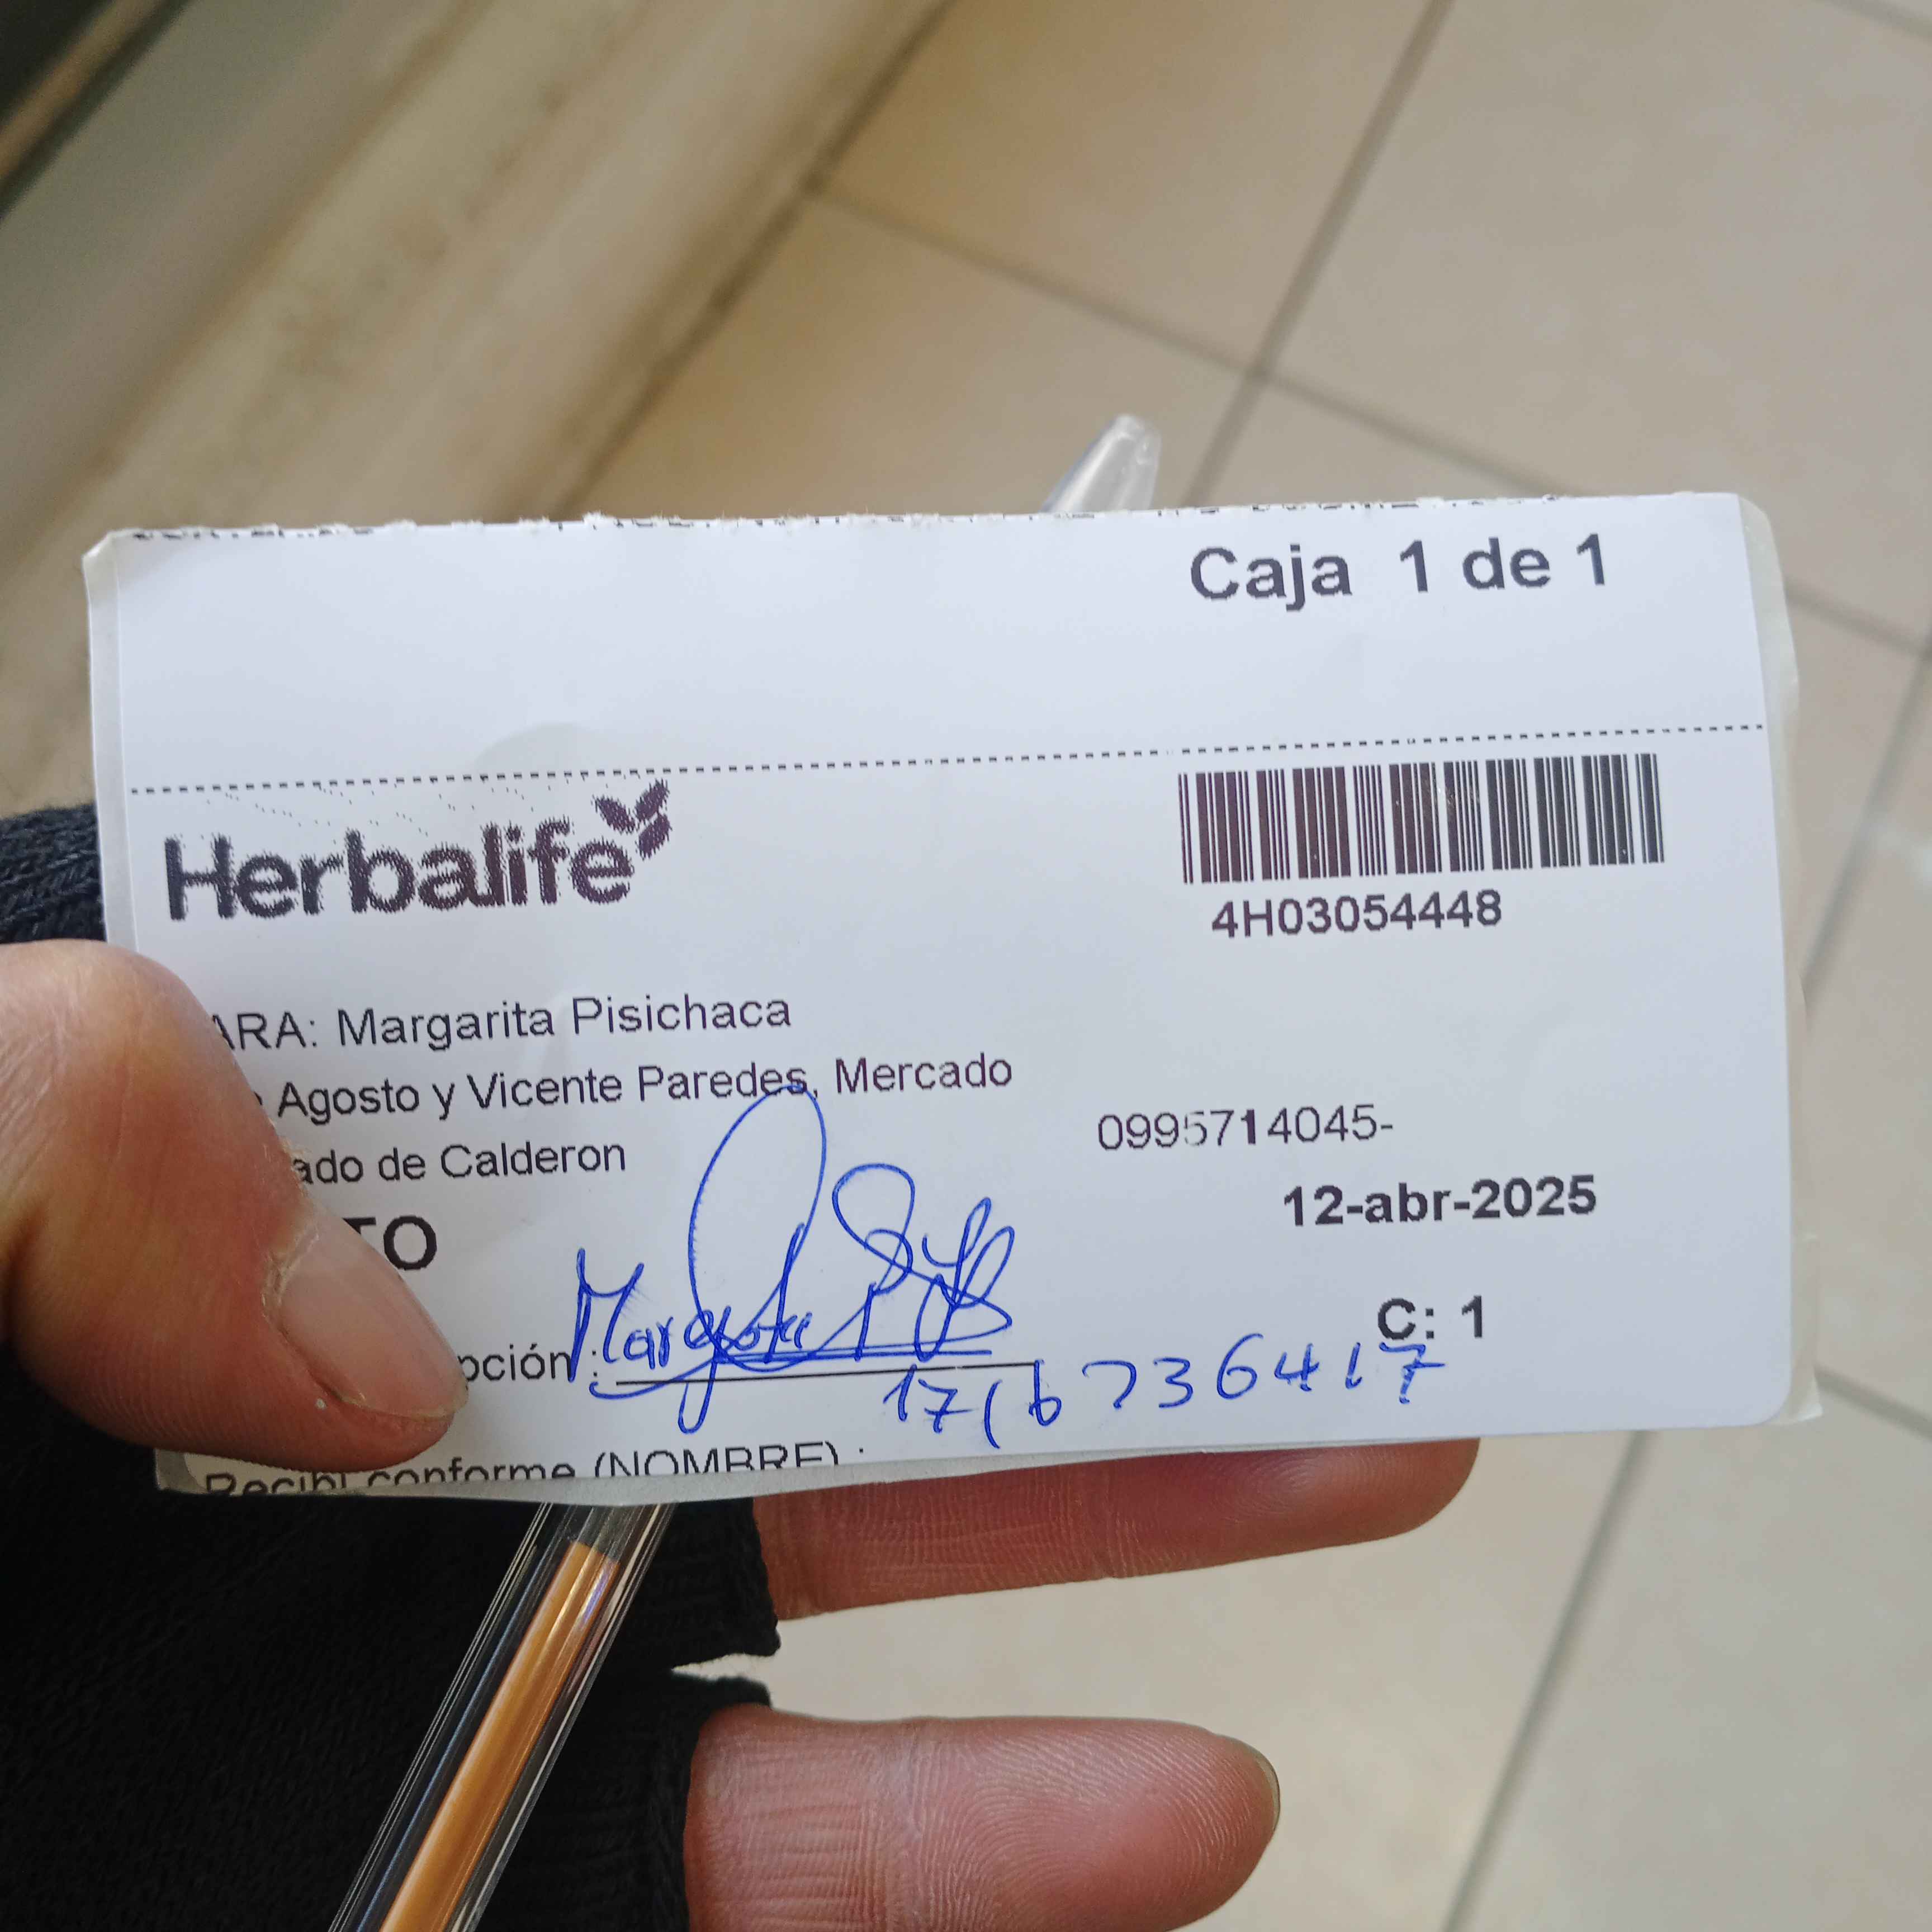 Caja 1 de 1
Herbalife
4H03054448
ARA: Margarita Pisichaca
Agosto y Vicente Paredes, Mercado
ado de Calderon
0995714045-
TO
12-abr-2025
C: 1
pción:
1716736417
Recibi conforme (NOMBRE) :